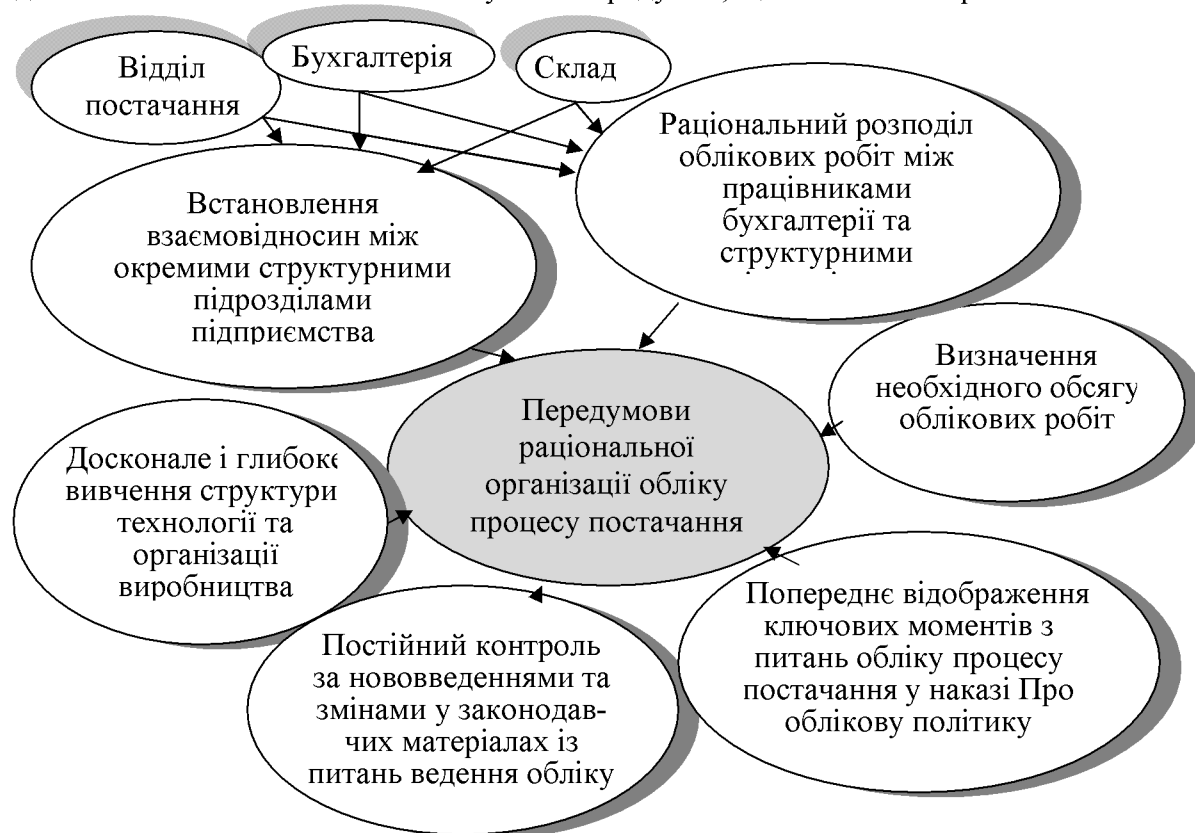 Відділ
постачання
Бухгалтерія
Склад
Раціональний розподіл
облікових робіт між
працівниками
бухгалтерії та
структурними
Встановлення
взаємовідносин між
окремими структурними
підрозділами
підприємства
Визначення
необхідного обсягу
облікових робіт
Передумови
раціональної
організації обліку
процесу постачання
Досконале і глибоке
вивчення структури
технології та
організації
виробництва
Попереднє відображення
ключових моментів з
питань обліку процесу
постачання у наказі Про
облікову політику
Постійний контроль
за нововведеннями та
змінами у законодав-
чих матеріалах із
питань ведення обліку